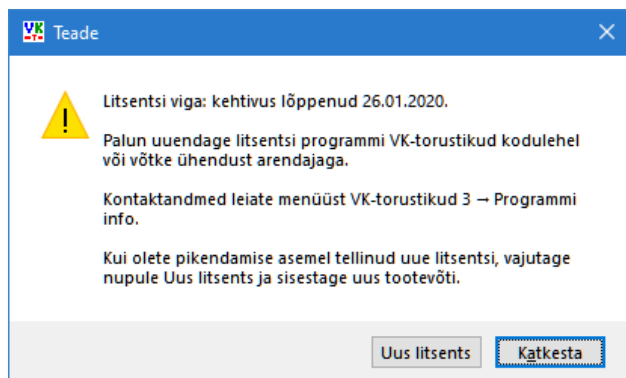 VK
-T-
Teade
Litsentsi viga: kehtivus lõppenud 26.01.2020.
Palun uuendage litsentsi programmi VK-torustikud kodulehel
või võtke ühendust arendajaga.
Kontaktandmed leiate menüüst VK-torustikud 3 → Programmi
info.
Kui olete pikendamise asemel tellinud uue litsentsi, vajutage
nupule Uus litsents ja sisestage uus tootevõti.
Uus litsents
Katkesta